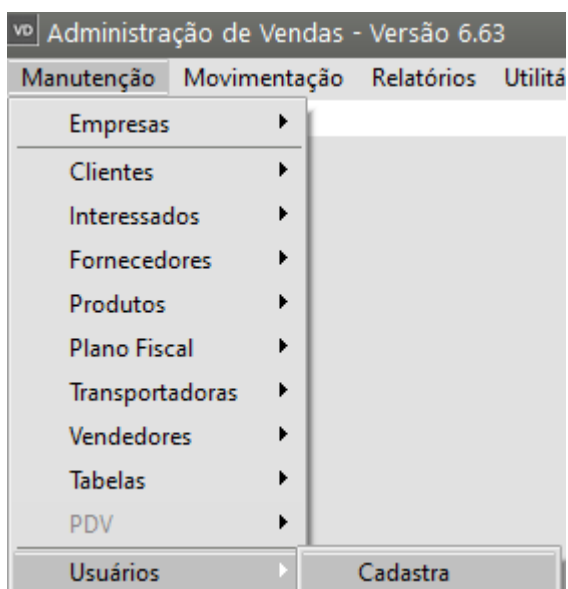 VD Administração de Vendas - Versão 6.63
Manutenção Movimentação Relatórios Utilitá
Empresas
Clientes
Interessados
Fornecedores
Produtos
Plano Fiscal
Transportadoras
Vendedores
Tabelas
PDV
Usuários Cadastra